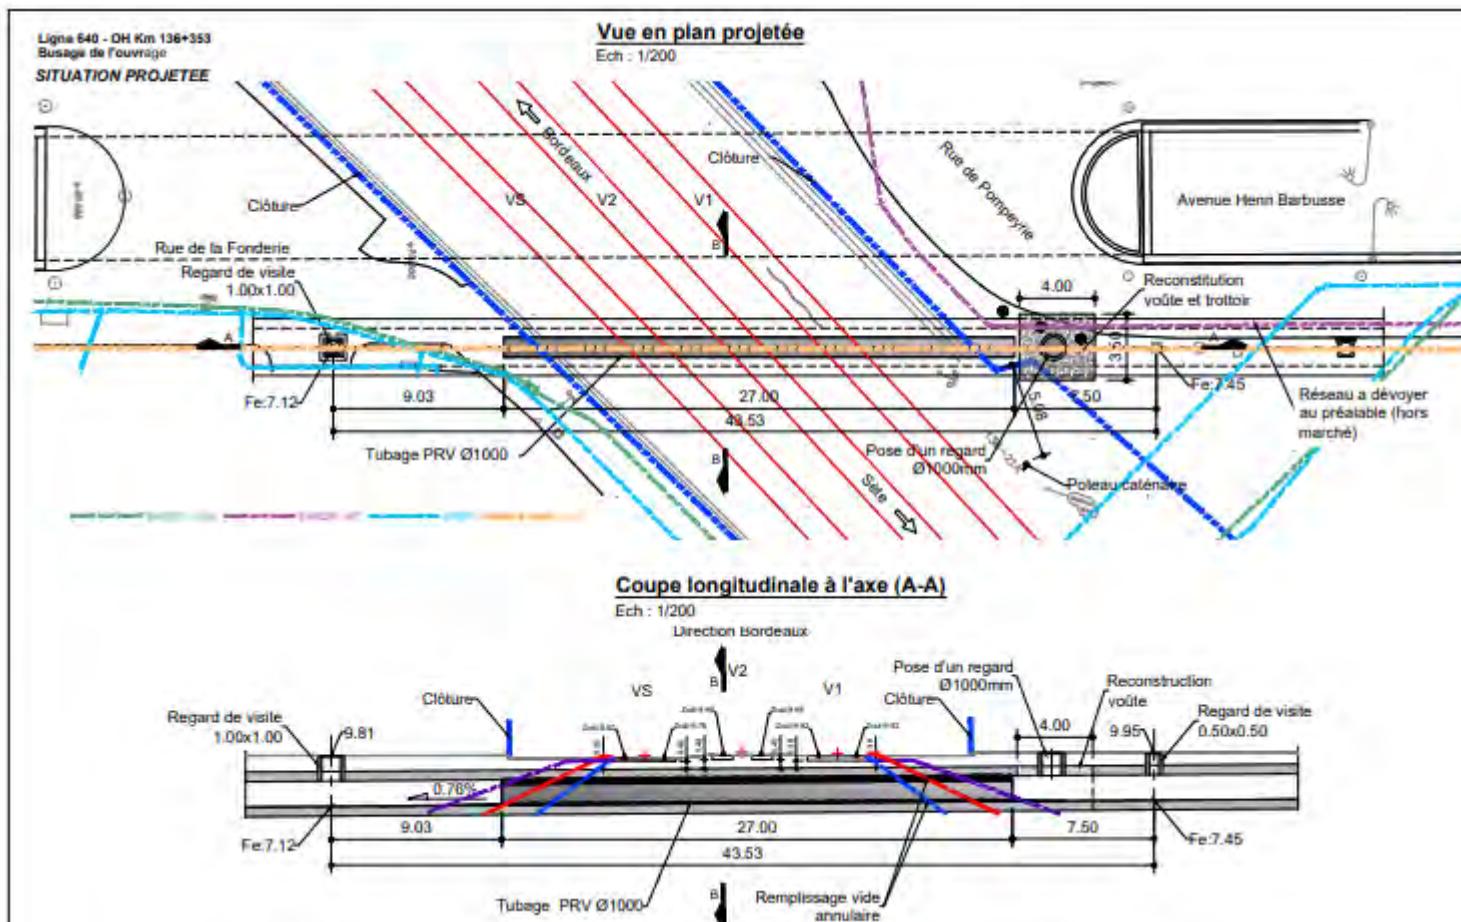 Ligne 640 - OH Km 136+353
Busage de l'ouvrage
SITUATION PROJETEE
Vue en plan projetée
Ech : 1/200
Bordeaux
Clôture
Rue de Pompeyrie
Avenue Henri Barbusse
Clôture
VS
V2
V1
B
Rue de la Fonderie
Regard de visite
1.00x1.00
4.00
Reconstitution
voûte et trottoir
A
3.50
Fe:7.12
9.03
27.00
7.50
Fe:7.45
43.53
5.08
Réseau a dévoyer
au préalable (hors
marché)
Tubage PRV Ø1000
B
Pose d'un regard
Ø1000mm
Poteau caténaire
Sète
Coupe longitudinale à l'axe (A-A)
Ech : 1/200
Direction Bordeaux
B
V2
VS
V1
Pose d'un regard
Ø1000mm
Clôture
Clôture
Reconstruction
voûte
Regard de visite
1.00x1.00
9.81
4.00
9.95
Regard de visite
0.50x0.50
0.76%
9.03
27.00
7.50
Fe:7.12
43.53
Fe:7.45
Tubage PRV Ø1000
B
Remplissage vide
annulaire